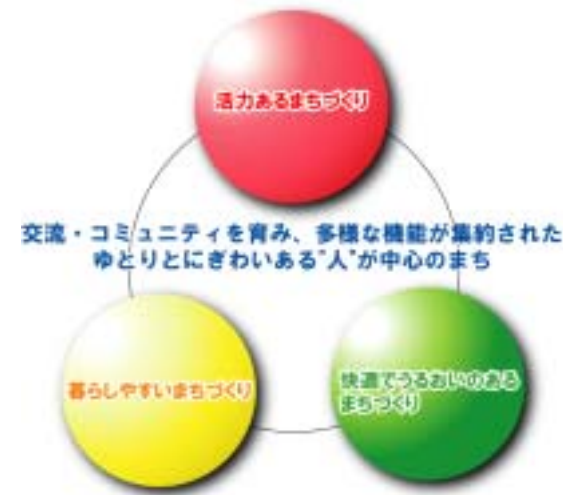 活力あるまちづくり
交流・コミュニティを育み、多様な機能が集約された
ゆとりとにぎわいある"人"が中心のまち
暮らしやすいまちづくり
快適でうるおいのある
まちづくり